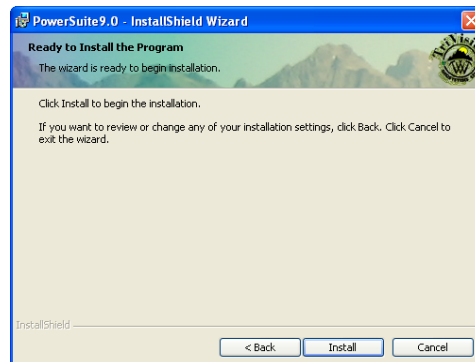 PowerSuite9.0 - InstallShield Wizard
Ready to Install the Program
The wizard is ready to begin installation.
TriVision
Click Install to begin the installation.
If you want to review or change any of your installation settings, click Back. Click Cancel to
exit the wizard.
InstallShield
< Back
Install
Cancel